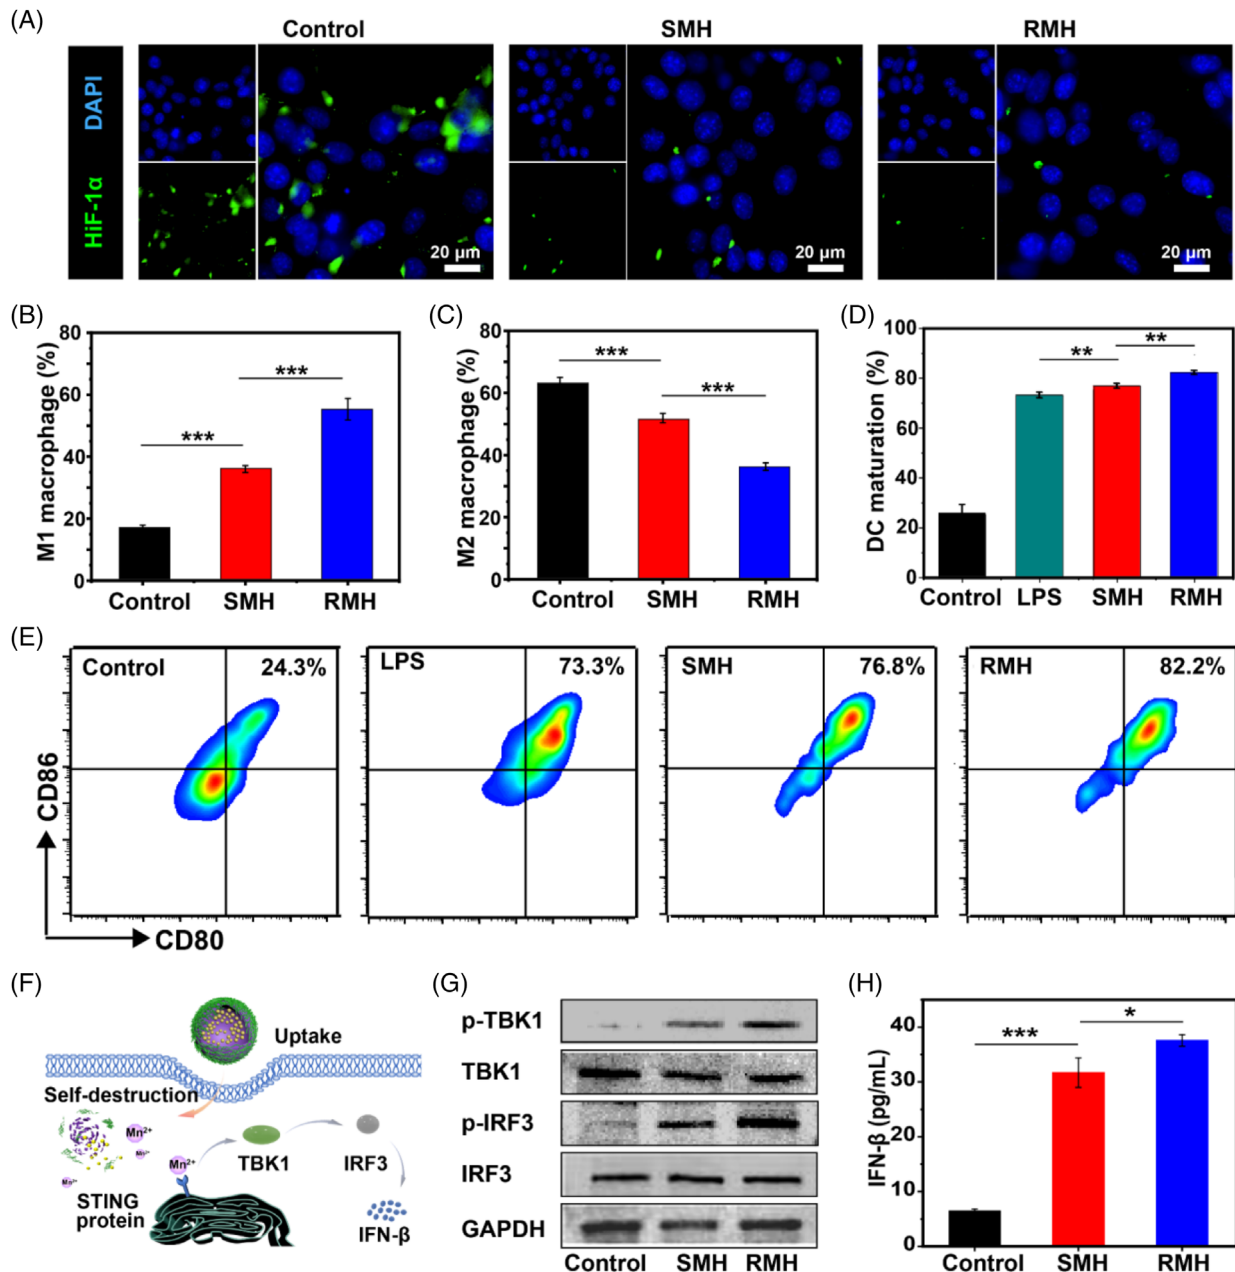 (A)
Control
SMH
RMH
HiF-1α DAPI
20 μm
20 μm
20 μm
(B)
M1 macrophage (%)
80
60
40
20
0
Control
SMH
RMH
***
***
(C)
M2 macrophage (%)
80
60
40
20
0
Control
SMH
RMH
***
***
(D)
DC maturation (%)
100
80
60
40
20
0
Control
LPS
SMH
RMH
**
**
(E)
Control
24.3%
LPS
73.3%
SMH
76.8%
RMH
82.2%
CD86
CD80
(F)
Uptake
Self-destruction
Mn²⁺
Mn²⁺
Mn²⁺
Mn²⁺
TBK1
IRF3
STING
protein
IFN-β
(G)
p-TBK1
TBK1
p-IRF3
IRF3
GAPDH
Control
SMH
RMH
(H)
IFN-β (pg/mL)
40
30
20
10
0
Control
SMH
RMH
***
*